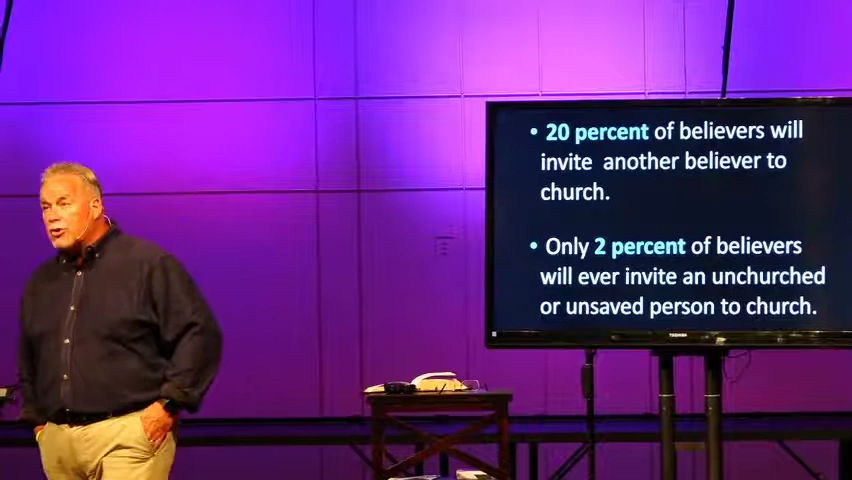 • 20 percent of believers will
invite another believer to
church.
• Only 2 percent of believers
will ever invite an unchurched
or unsaved person to church.
TOSHIBA